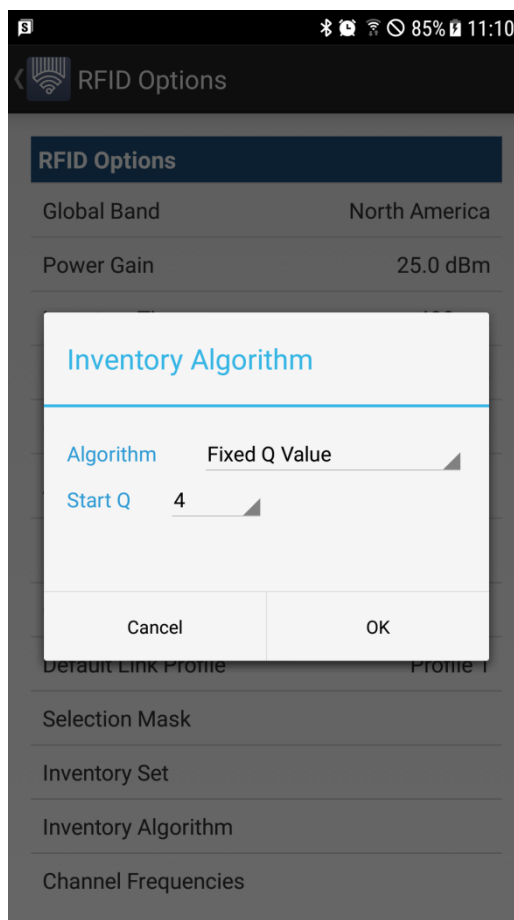 85% 11:10
RFID Options
RFID Options
Global Band North America
Power Gain 25.0 dBm
Inventory Algorithm
Algorithm Fixed Q Value
Start Q 4
Cancel OK
Default Link Profile Profile 1
Selection Mask
Inventory Set
Inventory Algorithm
Channel Frequencies